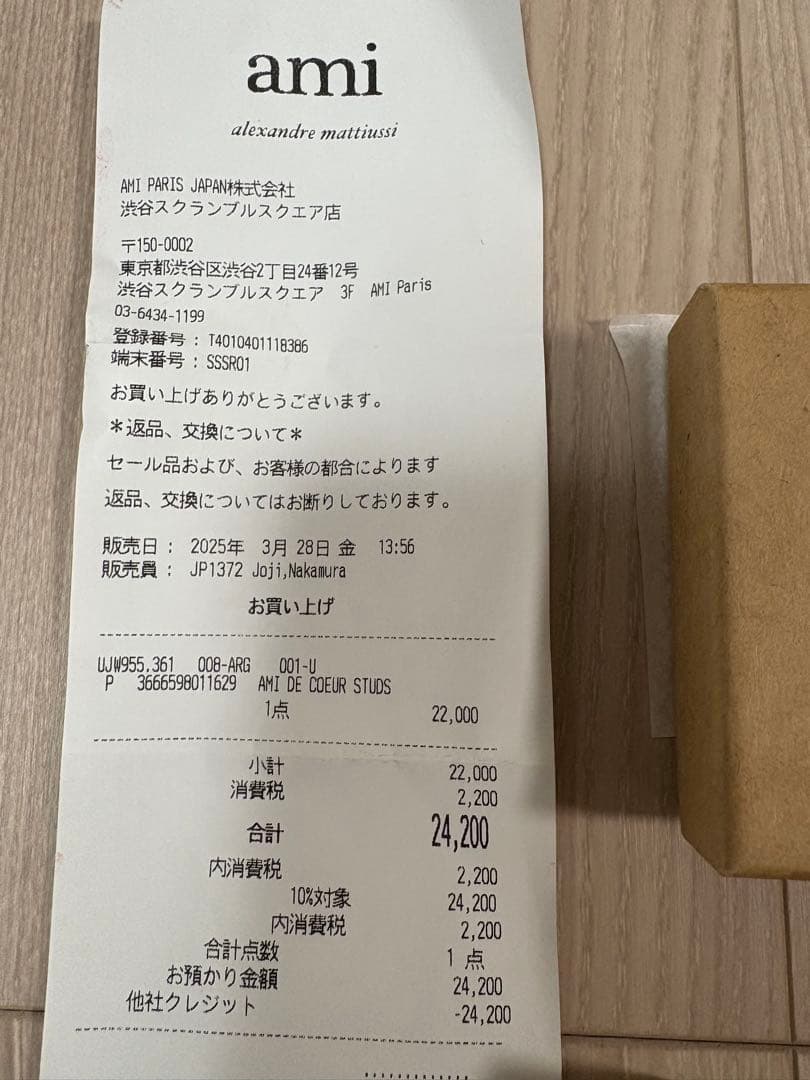 ami
alexandre mattiussi
AMI PARIS JAPAN株式会社
渋谷スクランブルスクエア店
〒150-0002
東京都渋谷区渋谷2丁目24番12号
渋谷スクランブルスクエア 3F AMI Paris
03-6434-1199
登録番号 : T4010401118386
端末番号 : SSSR01
お買い上げありがとうございます。
*返品、交換について*
セール品および、お客様の都合によります
返品、交換についてはお断りしております。
販売日 : 2025年 3月 28日 金 13:56
販売員 : JP1372 Joji,Nakamura
お買い上げ
UJW955.361 008-ARG 001-U
P 3666598011629 AMI DE COEUR STUDS
1点 22,000
小計 22,000
消費税 2,200
合計 24,200
内消費税 2,200
10%対象 24,200
内消費税 2,200
合計点数 1 点
お預かり金額 24,200
他社クレジット -24,200